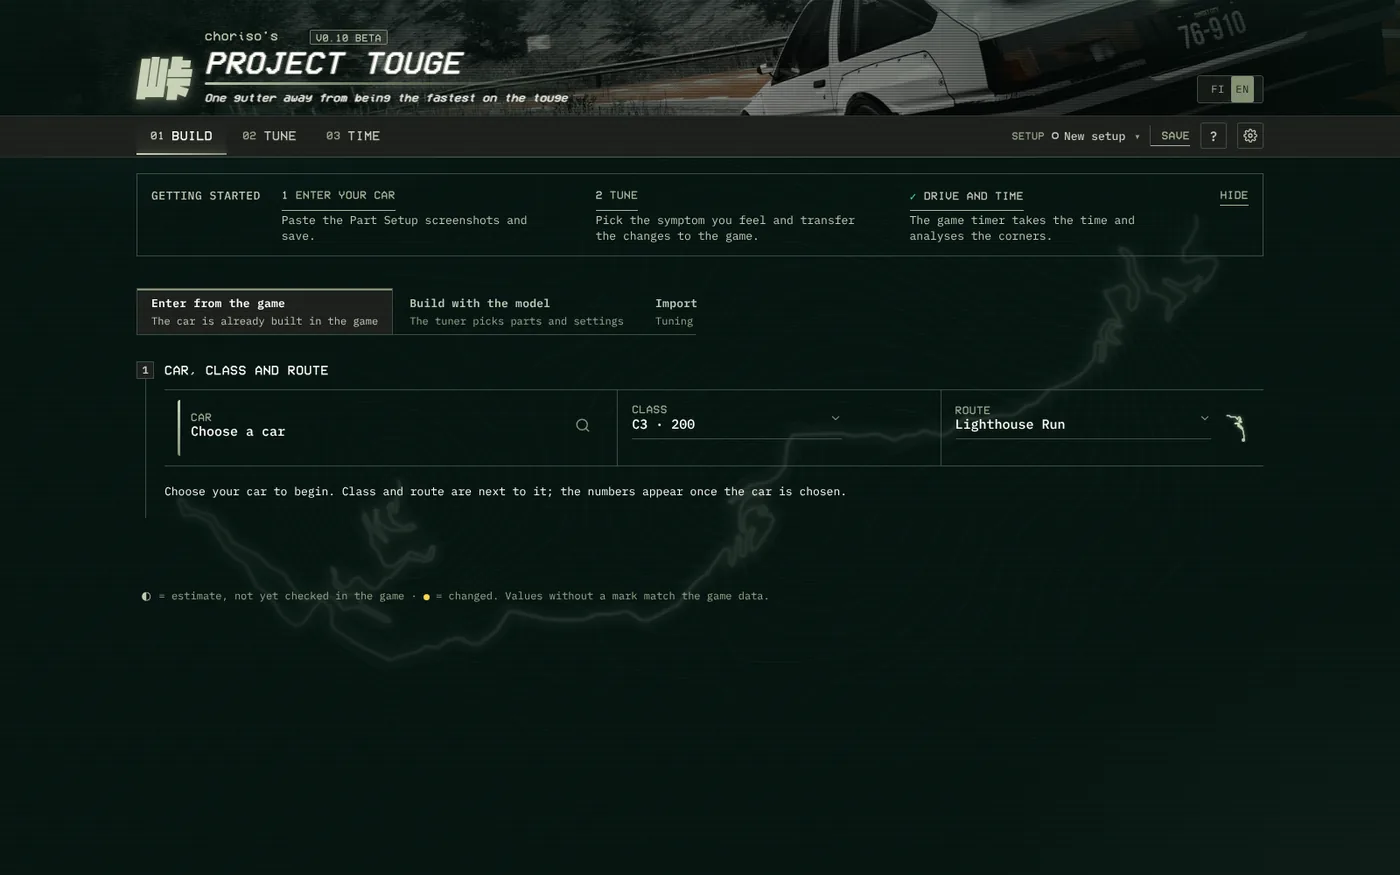 choriso's
V0.10 BETA
PROJECT TOUGE
One gutter away from being the fastest on the touge
76-910
FI EN
01 BUILD
02 TUNE
03 TIME
SETUP New setup
SAVE
?
GETTING STARTED
1 ENTER YOUR CAR
Paste the Part Setup screenshots and
save.
2 TUNE
Pick the symptom you feel and transfer
the changes to the game.
✓ DRIVE AND TIME
The game timer takes the time and
analyses the corners.
HIDE
Enter from the game
The car is already built in the game
Build with the model
The tuner picks parts and settings
Import
Tuning
1 CAR, CLASS AND ROUTE
CAR
Choose a car
CLASS
C3 · 200
ROUTE
Lighthouse Run
Choose your car to begin. Class and route are next to it; the numbers appear once the car is chosen.
= estimate, not yet checked in the game · = changed. Values without a mark match the game data.